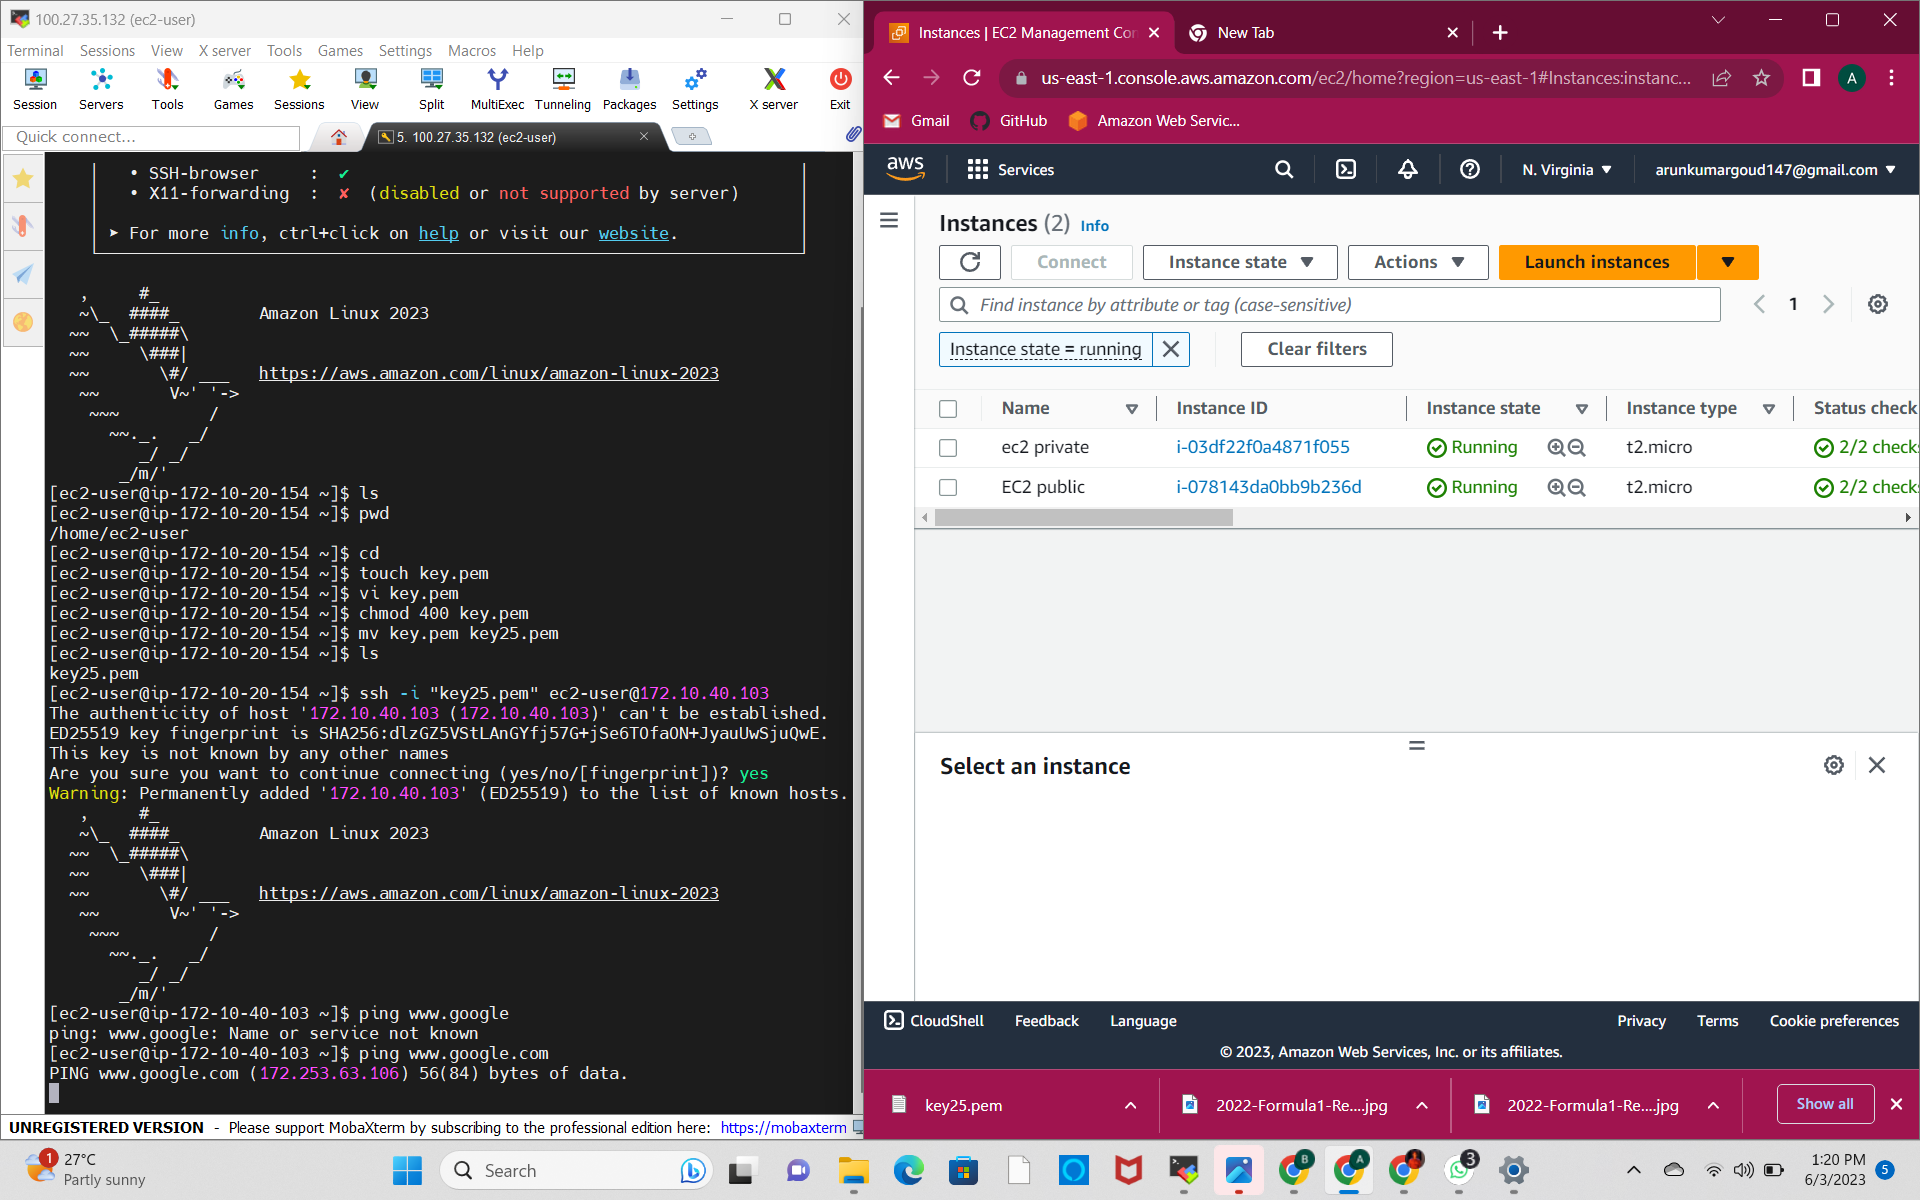 100.27.35.132 (ec2-user)
Terminal Sessions View X server Tools Games Settings Macros Help
Session Servers Tools Games Sessions View Split MultiExec Tunneling Packages Settings X server Exit
Quick connect...
5. 100.27.35.132 (ec2-user)
• SSH-browser : ✔
• X11-forwarding : ✘ (disabled or not supported by server)
➤ For more info, ctrl+click on help or visit our website.
   ,     #_
   ~\_  ####_        Amazon Linux 2023
  ~~  \_#####\
  ~~     \###|
  ~~       \#/ ___   https://aws.amazon.com/linux/amazon-linux-2023
   ~~       V~' '->
    ~~~         /
      ~~._.   _/
         _/ _/
       _/m/'
[ec2-user@ip-172-10-20-154 ~]$ ls
[ec2-user@ip-172-10-20-154 ~]$ pwd
/home/ec2-user
[ec2-user@ip-172-10-20-154 ~]$ cd
[ec2-user@ip-172-10-20-154 ~]$ touch key.pem
[ec2-user@ip-172-10-20-154 ~]$ vi key.pem
[ec2-user@ip-172-10-20-154 ~]$ chmod 400 key.pem
[ec2-user@ip-172-10-20-154 ~]$ mv key.pem key25.pem
[ec2-user@ip-172-10-20-154 ~]$ ls
key25.pem
[ec2-user@ip-172-10-20-154 ~]$ ssh -i "key25.pem" ec2-user@172.10.40.103
The authenticity of host '172.10.40.103 (172.10.40.103)' can't be established.
ED25519 key fingerprint is SHA256:dlzGZ5VStLAnGYfj57G+jSe6TOfaON+JyauUwSjuQwE.
This key is not known by any other names
Are you sure you want to continue connecting (yes/no/[fingerprint])? yes
Warning: Permanently added '172.10.40.103' (ED25519) to the list of known hosts.
   ,     #_
   ~\_  ####_        Amazon Linux 2023
  ~~  \_#####\
  ~~     \###|
  ~~       \#/ ___   https://aws.amazon.com/linux/amazon-linux-2023
   ~~       V~' '->
    ~~~         /
      ~~._.   _/
         _/ _/
       _/m/'
[ec2-user@ip-172-10-40-103 ~]$ ping www.google
ping: www.google: Name or service not known
[ec2-user@ip-172-10-40-103 ~]$ ping www.google.com
PING www.google.com (172.253.63.106) 56(84) bytes of data.
UNREGISTERED VERSION - Please support MobaXterm by subscribing to the professional edition here: https://mobaxterm
Instances | EC2 Management Con
New Tab
us-east-1.console.aws.amazon.com/ec2/home?region=us-east-1#Instances:instanc...
A
Gmail GitHub Amazon Web Servic...
aws Services N. Virginia ▼ arunkumargoud147@gmail.com ▼
Instances (2) Info
Connect Instance state ▼ Actions ▼ Launch instances ▼
Find instance by attribute or tag (case-sensitive)
1
Instance state = running Clear filters
Name Instance ID Instance state Instance type Status check
ec2 private i-03df22f0a4871f055 Running t2.micro 2/2 checks
EC2 public i-078143da0bb9b236d Running t2.micro 2/2 checks
Select an instance
CloudShell Feedback Language Privacy Terms Cookie preferences
© 2023, Amazon Web Services, Inc. or its affiliates.
key25.pem 2022-Formula1-Re....jpg 2022-Formula1-Re....jpg Show all
1 27°C
Partly sunny
Search
B A 3
1:20 PM
6/3/2023
5